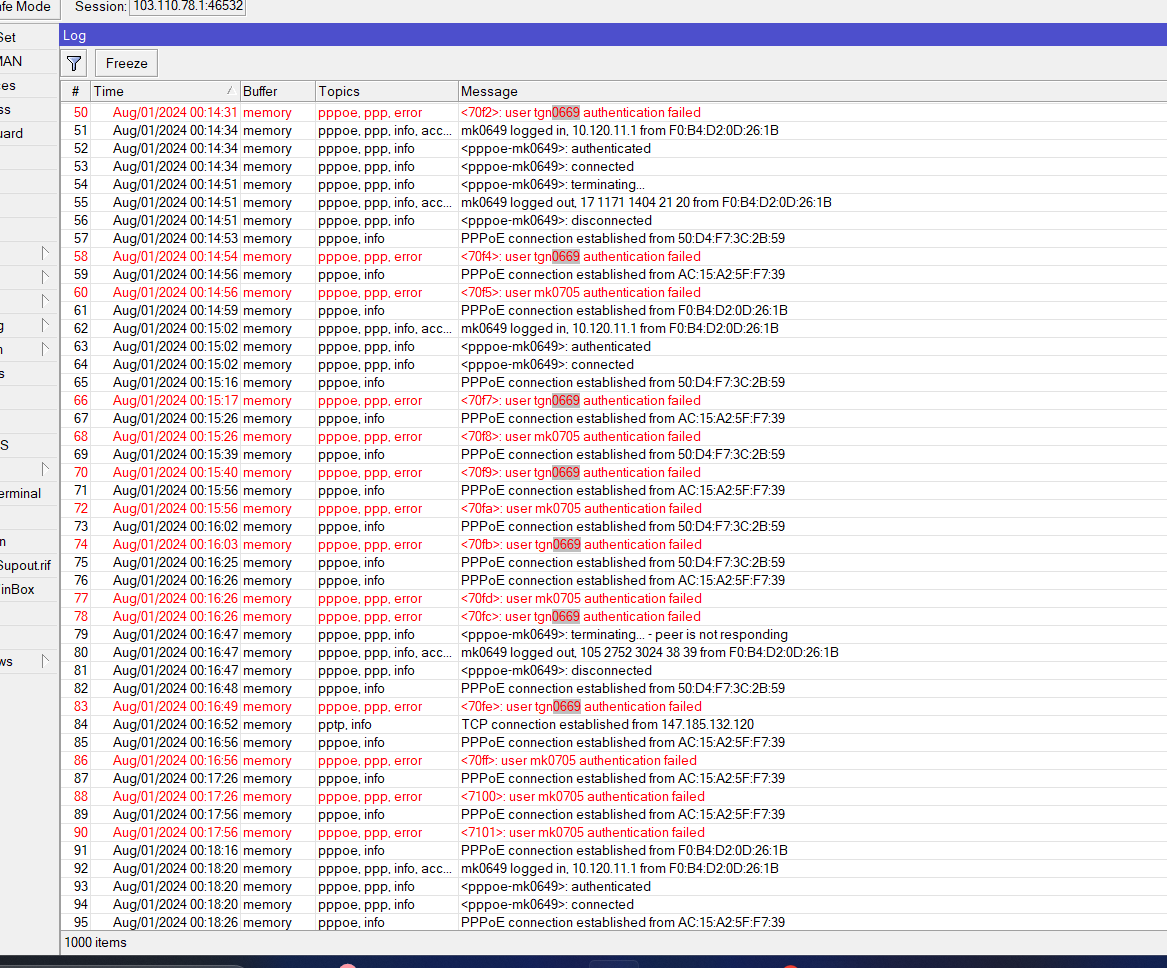 fe Mode Session: 103.110.78.1:46532
Set
MAN
es
ss
uard
g
n
s
S
erminal
n
Supout.rif
inBox
ws
Log
Freeze
# Time Buffer Topics Message
50 Aug/01/2024 00:14:31 memory pppoe, ppp, error <70f2>: user tgn0669 authentication failed
51 Aug/01/2024 00:14:34 memory pppoe, ppp, info, acc... mk0649 logged in, 10.120.11.1 from F0:B4:D2:0D:26:1B
52 Aug/01/2024 00:14:34 memory pppoe, ppp, info <pppoe-mk0649>: authenticated
53 Aug/01/2024 00:14:34 memory pppoe, ppp, info <pppoe-mk0649>: connected
54 Aug/01/2024 00:14:51 memory pppoe, ppp, info <pppoe-mk0649>: terminating...
55 Aug/01/2024 00:14:51 memory pppoe, ppp, info, acc... mk0649 logged out, 17 1171 1404 21 20 from F0:B4:D2:0D:26:1B
56 Aug/01/2024 00:14:51 memory pppoe, ppp, info <pppoe-mk0649>: disconnected
57 Aug/01/2024 00:14:53 memory pppoe, info PPPoE connection established from 50:D4:F7:3C:2B:59
58 Aug/01/2024 00:14:54 memory pppoe, ppp, error <70f4>: user tgn0669 authentication failed
59 Aug/01/2024 00:14:56 memory pppoe, info PPPoE connection established from AC:15:A2:5F:F7:39
60 Aug/01/2024 00:14:56 memory pppoe, ppp, error <70f5>: user mk0705 authentication failed
61 Aug/01/2024 00:14:59 memory pppoe, info PPPoE connection established from F0:B4:D2:0D:26:1B
62 Aug/01/2024 00:15:02 memory pppoe, ppp, info, acc... mk0649 logged in, 10.120.11.1 from F0:B4:D2:0D:26:1B
63 Aug/01/2024 00:15:02 memory pppoe, ppp, info <pppoe-mk0649>: authenticated
64 Aug/01/2024 00:15:02 memory pppoe, ppp, info <pppoe-mk0649>: connected
65 Aug/01/2024 00:15:16 memory pppoe, info PPPoE connection established from 50:D4:F7:3C:2B:59
66 Aug/01/2024 00:15:17 memory pppoe, ppp, error <70f7>: user tgn0669 authentication failed
67 Aug/01/2024 00:15:26 memory pppoe, info PPPoE connection established from AC:15:A2:5F:F7:39
68 Aug/01/2024 00:15:26 memory pppoe, ppp, error <70f8>: user mk0705 authentication failed
69 Aug/01/2024 00:15:39 memory pppoe, info PPPoE connection established from 50:D4:F7:3C:2B:59
70 Aug/01/2024 00:15:40 memory pppoe, ppp, error <70f9>: user tgn0669 authentication failed
71 Aug/01/2024 00:15:56 memory pppoe, info PPPoE connection established from AC:15:A2:5F:F7:39
72 Aug/01/2024 00:15:56 memory pppoe, ppp, error <70fa>: user mk0705 authentication failed
73 Aug/01/2024 00:16:02 memory pppoe, info PPPoE connection established from 50:D4:F7:3C:2B:59
74 Aug/01/2024 00:16:03 memory pppoe, ppp, error <70fb>: user tgn0669 authentication failed
75 Aug/01/2024 00:16:25 memory pppoe, info PPPoE connection established from 50:D4:F7:3C:2B:59
76 Aug/01/2024 00:16:26 memory pppoe, info PPPoE connection established from AC:15:A2:5F:F7:39
77 Aug/01/2024 00:16:26 memory pppoe, ppp, error <70fd>: user mk0705 authentication failed
78 Aug/01/2024 00:16:26 memory pppoe, ppp, error <70fc>: user tgn0669 authentication failed
79 Aug/01/2024 00:16:47 memory pppoe, ppp, info <pppoe-mk0649>: terminating... - peer is not responding
80 Aug/01/2024 00:16:47 memory pppoe, ppp, info, acc... mk0649 logged out, 105 2752 3024 38 39 from F0:B4:D2:0D:26:1B
81 Aug/01/2024 00:16:47 memory pppoe, ppp, info <pppoe-mk0649>: disconnected
82 Aug/01/2024 00:16:48 memory pppoe, info PPPoE connection established from 50:D4:F7:3C:2B:59
83 Aug/01/2024 00:16:49 memory pppoe, ppp, error <70fe>: user tgn0669 authentication failed
84 Aug/01/2024 00:16:52 memory pptp, info TCP connection established from 147.185.132.120
85 Aug/01/2024 00:16:56 memory pppoe, info PPPoE connection established from AC:15:A2:5F:F7:39
86 Aug/01/2024 00:16:56 memory pppoe, ppp, error <70ff>: user mk0705 authentication failed
87 Aug/01/2024 00:17:26 memory pppoe, info PPPoE connection established from AC:15:A2:5F:F7:39
88 Aug/01/2024 00:17:26 memory pppoe, ppp, error <7100>: user mk0705 authentication failed
89 Aug/01/2024 00:17:56 memory pppoe, info PPPoE connection established from AC:15:A2:5F:F7:39
90 Aug/01/2024 00:17:56 memory pppoe, ppp, error <7101>: user mk0705 authentication failed
91 Aug/01/2024 00:18:16 memory pppoe, info PPPoE connection established from F0:B4:D2:0D:26:1B
92 Aug/01/2024 00:18:20 memory pppoe, ppp, info, acc... mk0649 logged in, 10.120.11.1 from F0:B4:D2:0D:26:1B
93 Aug/01/2024 00:18:20 memory pppoe, ppp, info <pppoe-mk0649>: authenticated
94 Aug/01/2024 00:18:20 memory pppoe, ppp, info <pppoe-mk0649>: connected
95 Aug/01/2024 00:18:26 memory pppoe, info PPPoE connection established from AC:15:A2:5F:F7:39
1000 items